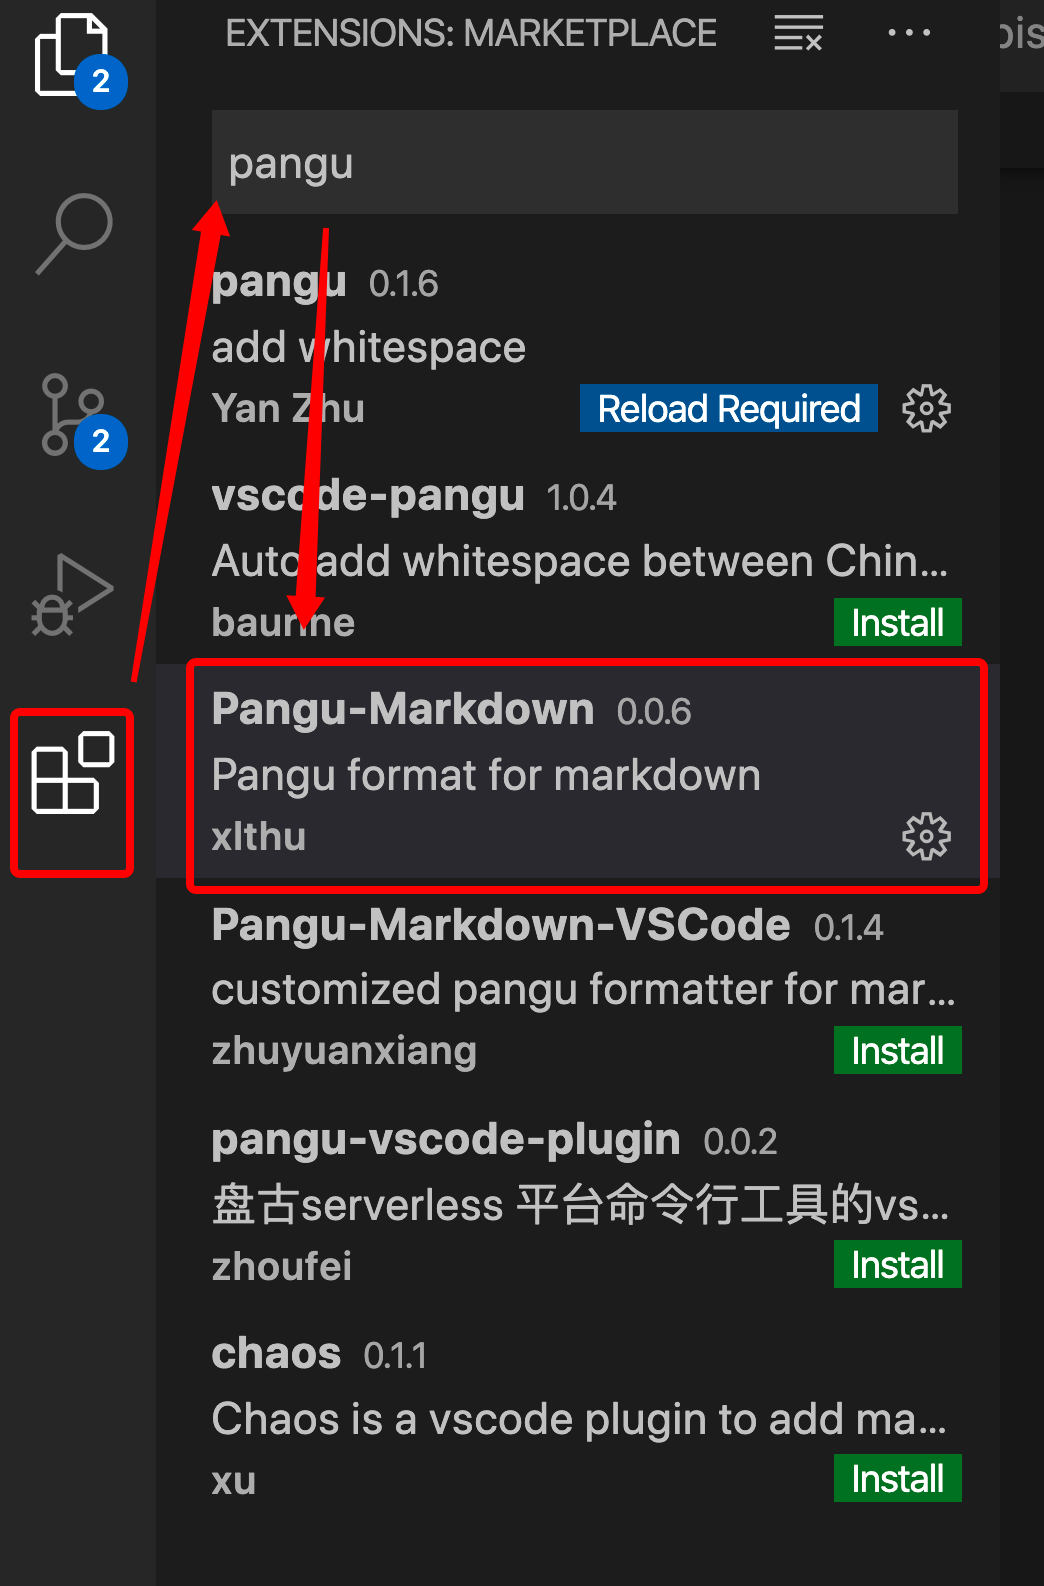 EXTENSIONS: MARKETPLACE
2
pangu
pangu 0.1.6
add whitespace
Yan Zhu Reload Required
2
vscode-pangu 1.0.4
Auto add whitespace between Chin...
baurine Install
Pangu-Markdown 0.0.6
Pangu format for markdown
xlthu
Pangu-Markdown-VSCode 0.1.4
customized pangu formatter for mar...
zhuyuanxiang Install
pangu-vscode-plugin 0.0.2
盘古serverless 平台命令行工具的vs...
zhoufei Install
chaos 0.1.1
Chaos is a vscode plugin to add ma...
xu Install